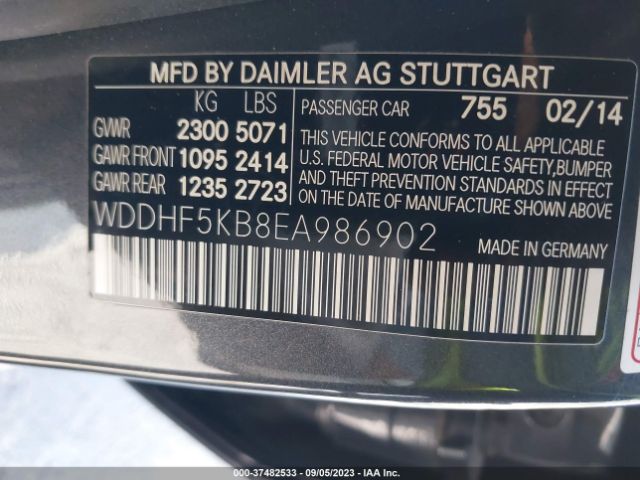 MFD BY DAIMLER AG STUTTGART
KG LBS
GVWR 2300 5071
GAWR FRONT 1095 2414
GAWR REAR 1235 2723
PASSENGER CAR 755 02/14
THIS VEHICLE CONFORMS TO ALL APPLICABLE
U.S. FEDERAL MOTOR VEHICLE SAFETY,BUMPER
AND THEFT PREVENTION STANDARDS IN EFFECT
ON THE DATE OF MANUFACTURE SHOWN ABOVE
WDDHF5KB8EA986902
MADE IN GERMANY
000-37482533 - 09/05/2023 - IAA Inc.